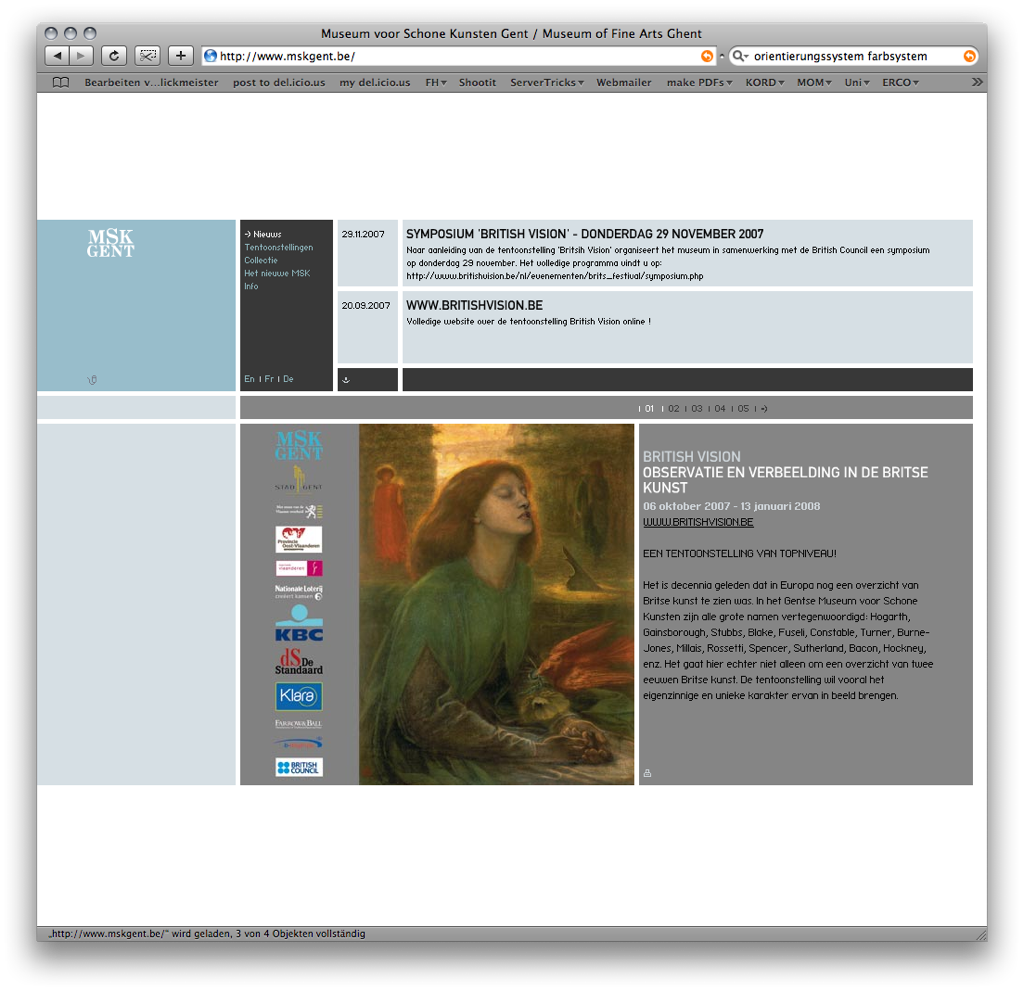 Museum voor Schone Kunsten Gent / Museum of Fine Arts Ghent
http://www.mskgent.be/
orientierungssystem farbsystem
Bearbeiten v...lickmeister post to del.icio.us my del.icio.us FH Shootit ServerTricks Webmailer make PDFs KORD MOM Uni ERCO
MSK
GENT
Nieuws
Tentoonstellingen
Collectie
Het nieuwe MSK
Info
En | Fr | De
29.11.2007
SYMPOSIUM 'BRITISH VISION' - DONDERDAG 29 NOVEMBER 2007
Naar aanleiding van de tentoonstelling 'Britsih Vision' organiseert het museum in samenwerking met de British Council een symposium
op donderdag 29 november. Het volledige programma vindt u op:
http://www.britishvision.be/nl/evenementen/brits_festival/symposium.php
20.09.2007
WWW.BRITISHVISION.BE
Volledige website over de tentoonstelling British Vision online !
| 01 | 02 | 03 | 04 | 05 |
MSK
GENT
STAD GENT
Met steun van de
Vlaamse overheid
Provincie
Oost-Vlaanderen
vlaanderen
Nationale Loterij
KBC
dS De
Standaard
Klara
FARROW & BALL
BRITISH
COUNCIL
BRITISH VISION
OBSERVATIE EN VERBEELDING IN DE BRITSE
KUNST
06 oktober 2007 - 13 januari 2008
WWW.BRITISHVISION.BE
EEN TENTOONSTELLING VAN TOPNIVEAU!
Het is decennia geleden dat in Europa nog een overzicht van
Britse kunst te zien was. In het Gentse Museum voor Schone
Kunsten zijn alle grote namen vertegenwoordigd: Hogarth,
Gainsborough, Stubbs, Blake, Fuseli, Constable, Turner, Burne-
Jones, Millais, Rossetti, Spencer, Sutherland, Bacon, Hockney,
enz. Het gaat hier echter niet alleen om een overzicht van twee
eeuwen Britse kunst. De tentoonstelling wil vooral het
eigenzinnige en unieke karakter ervan in beeld brengen.
„http://www.mskgent.be/“ wird geladen, 3 von 4 Objekten vollständig